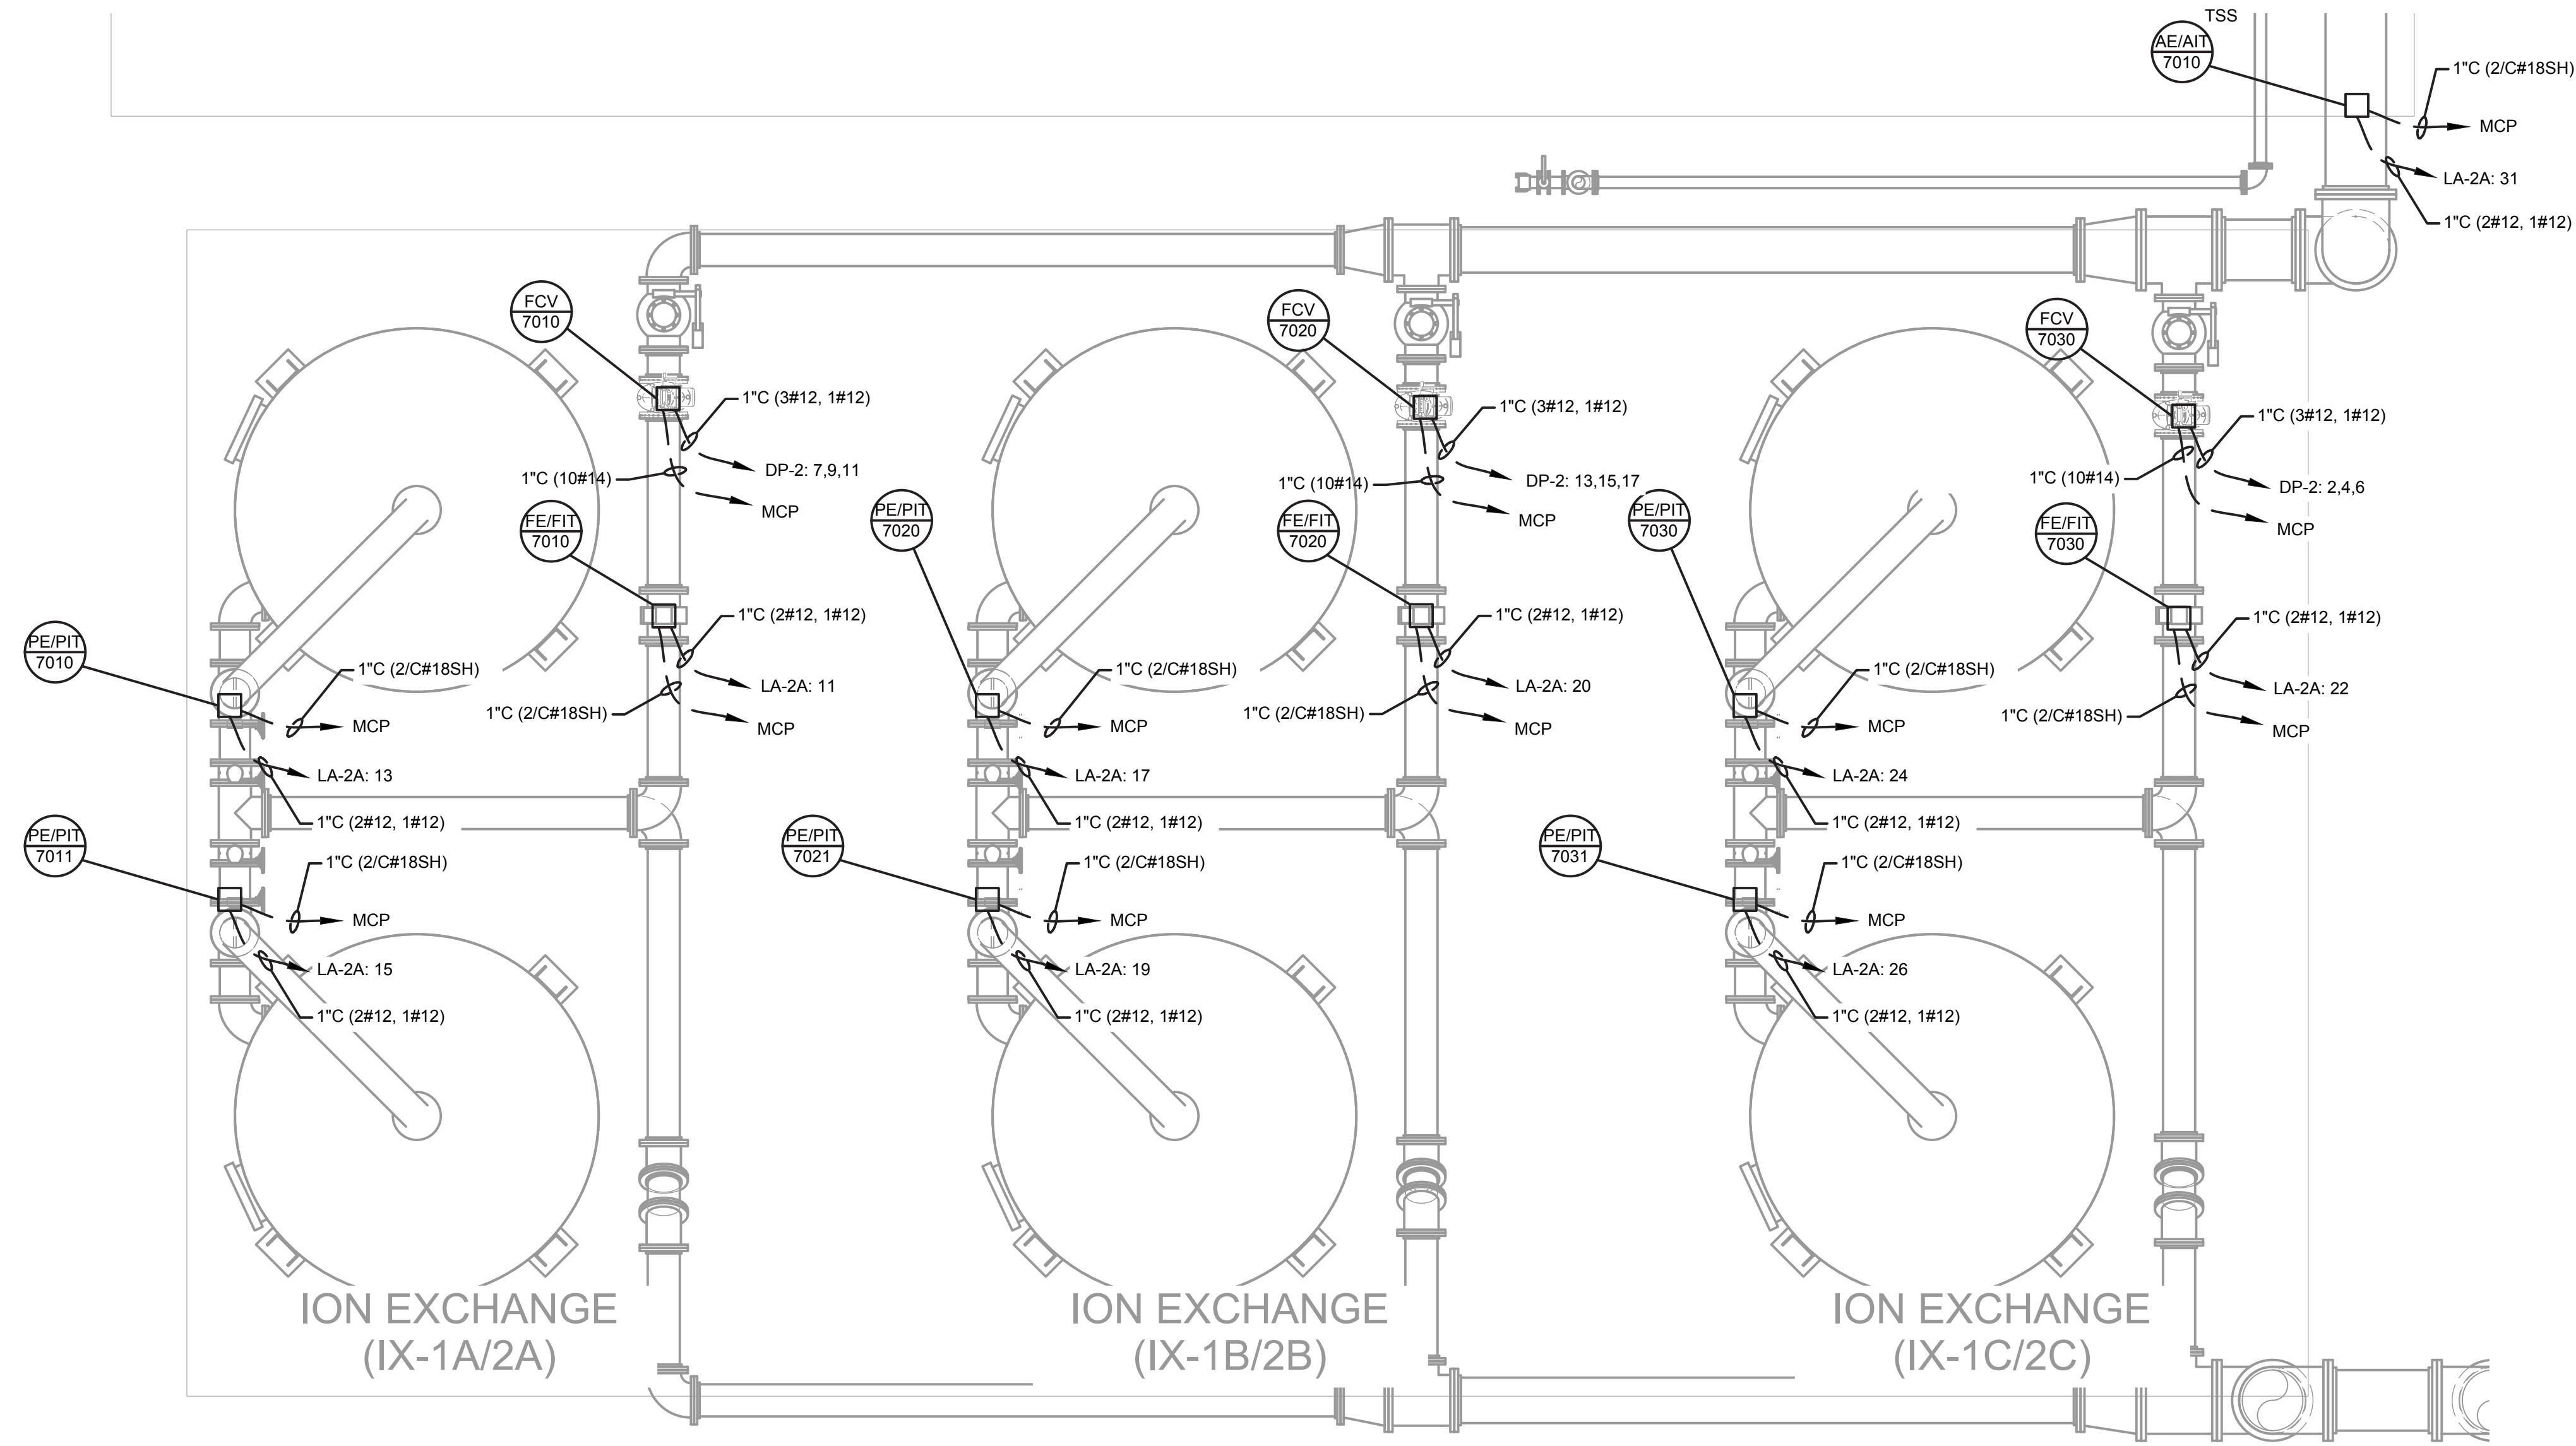 TSS
AE/AIT
7010
1"C (2/C#18SH)
MCP
LA-2A: 31
1"C (2#12, 1#12)
FCV
7010
1"C (3#12, 1#12)
DP-2: 7,9,11
1"C (10#14)
MCP
FE/FIT
7010
1"C (2#12, 1#12)
LA-2A: 11
1"C (2/C#18SH)
MCP
PE/PIT
7010
1"C (2/C#18SH)
MCP
LA-2A: 13
1"C (2#12, 1#12)
PE/PIT
7011
1"C (2/C#18SH)
MCP
LA-2A: 15
1"C (2#12, 1#12)
FCV
7020
1"C (3#12, 1#12)
DP-2: 13,15,17
1"C (10#14)
MCP
PE/PIT
7020
FE/FIT
7020
1"C (2#12, 1#12)
LA-2A: 20
1"C (2/C#18SH)
MCP
1"C (2/C#18SH)
MCP
LA-2A: 17
1"C (2#12, 1#12)
PE/PIT
7021
1"C (2/C#18SH)
MCP
LA-2A: 19
1"C (2#12, 1#12)
FCV
7030
1"C (3#12, 1#12)
DP-2: 2,4,6
1"C (10#14)
MCP
PE/PIT
7030
FE/FIT
7030
1"C (2#12, 1#12)
LA-2A: 22
1"C (2/C#18SH)
MCP
1"C (2/C#18SH)
MCP
LA-2A: 24
1"C (2#12, 1#12)
PE/PIT
7031
1"C (2/C#18SH)
MCP
LA-2A: 26
1"C (2#12, 1#12)
ION EXCHANGE
(IX-1A/2A)
ION EXCHANGE
(IX-1B/2B)
ION EXCHANGE
(IX-1C/2C)